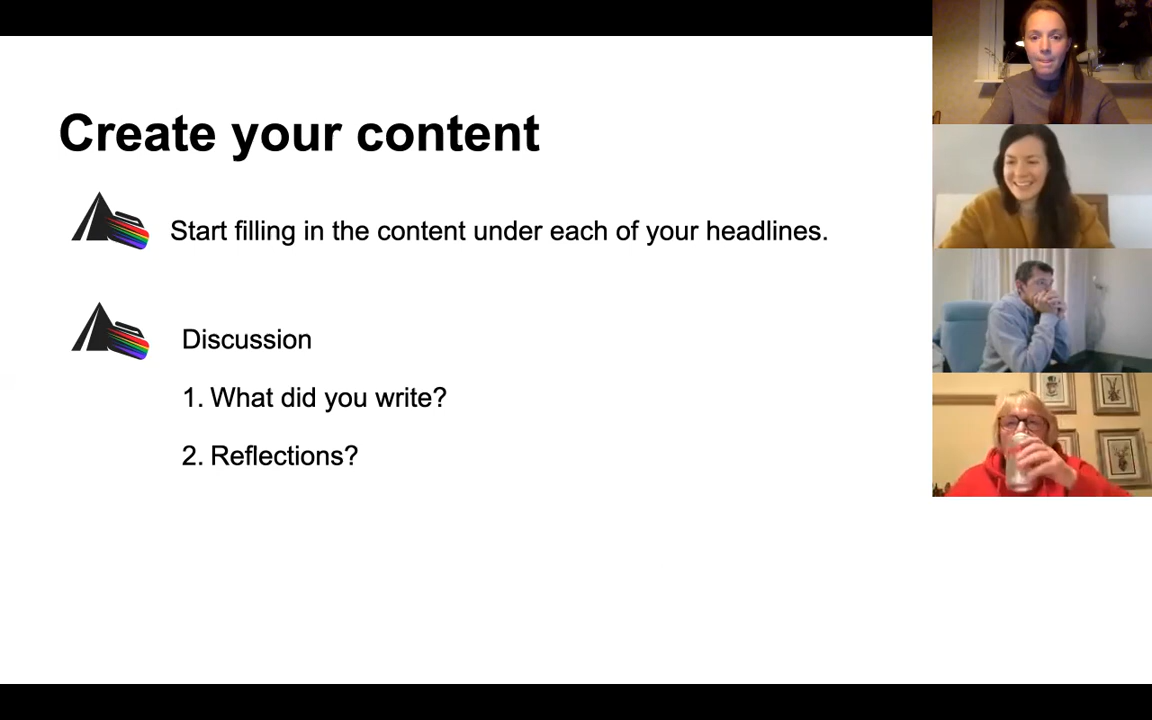 Create your content
Start filling in the content under each of your headlines.
Discussion
1. What did you write?
2. Reflections?